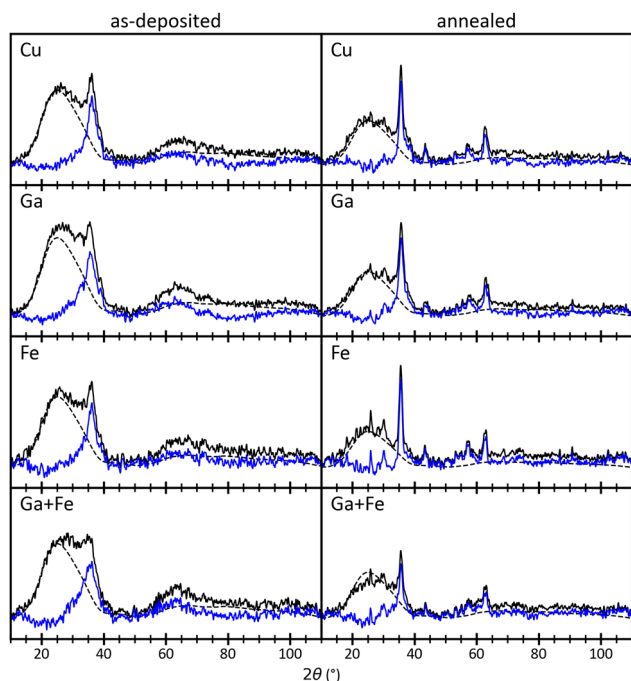 as-deposited annealed
Cu Cu
Ga Ga
Fe Fe
Ga+Fe Ga+Fe
20 40 60 80 100 20 40 60 80 100
2θ (°)